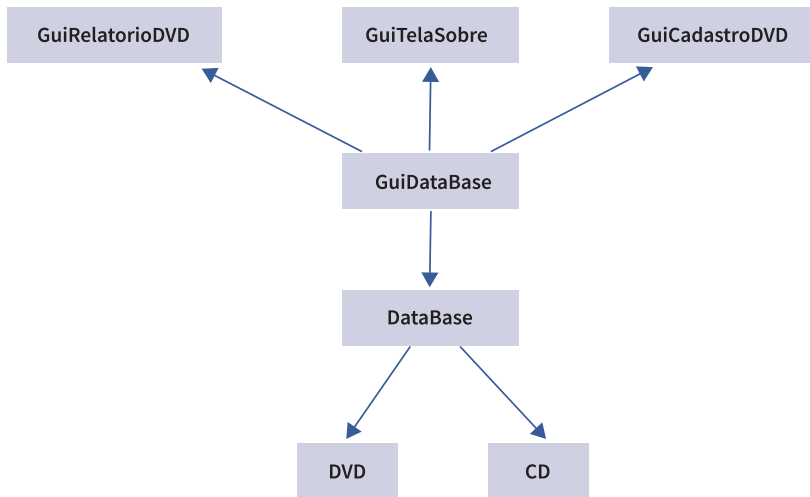 GuiRelatorioDVD
GuiTelaSobre
GuiCadastroDVD
GuiDataBase
DataBase
DVD
CD